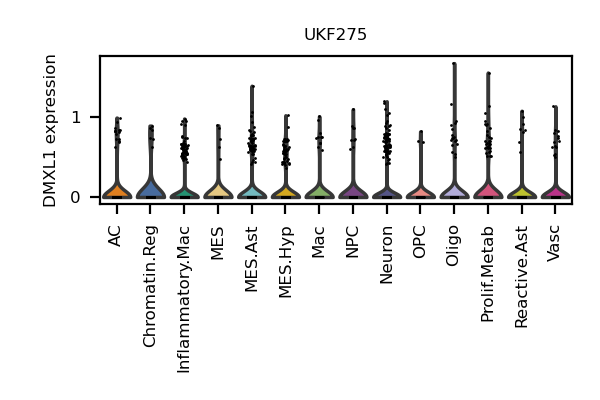 UKF275
DMXL1 expression
1
0
AC
Chromatin.Reg
Inflammatory.Mac
MES
MES.Ast
MES.Hyp
Mac
NPC
Neuron
OPC
Oligo
Prolif.Metab
Reactive.Ast
Vasc